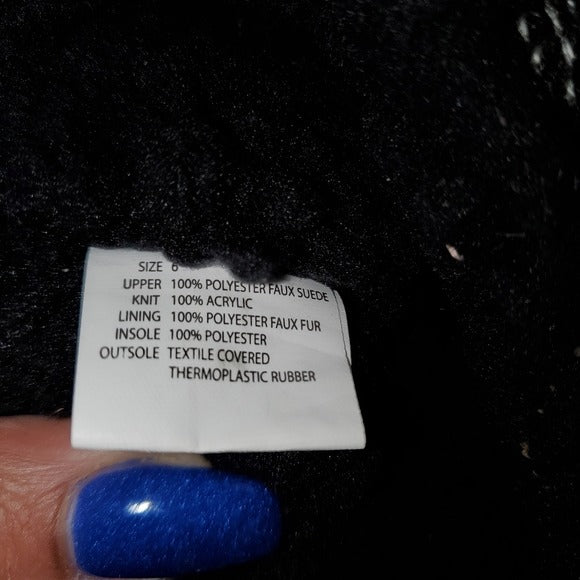 SIZE 6
UPPER 100% POLYESTER FAUX SUEDE
KNIT 100% ACRYLIC
LINING 100% POLYESTER FAUX FUR
INSOLE 100% POLYESTER
OUTSOLE TEXTILE COVERED
THERMOPLASTIC RUBBER